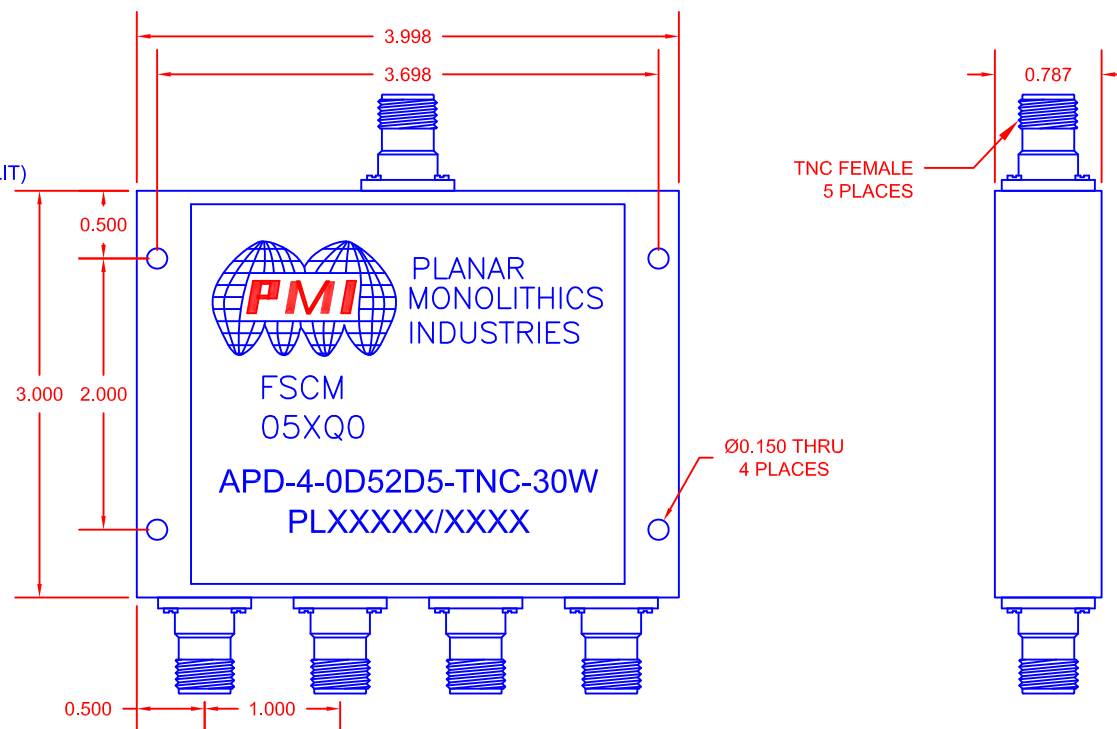 3.998
3.698
0.787
LIT)
TNC FEMALE
5 PLACES
0.500
PMI
PLANAR
MONOLITHICS
INDUSTRIES
3.000
2.000
FSCM
05XQ0
Ø0.150 THRU
4 PLACES
APD-4-0D52D5-TNC-30W
PLXXXXX/XXXX
0.500
1.000